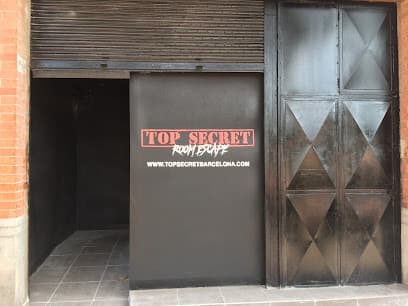 TOP SECRET
ROOM ESCAPE
WWW.TOPSECRETBARCELONA.COM